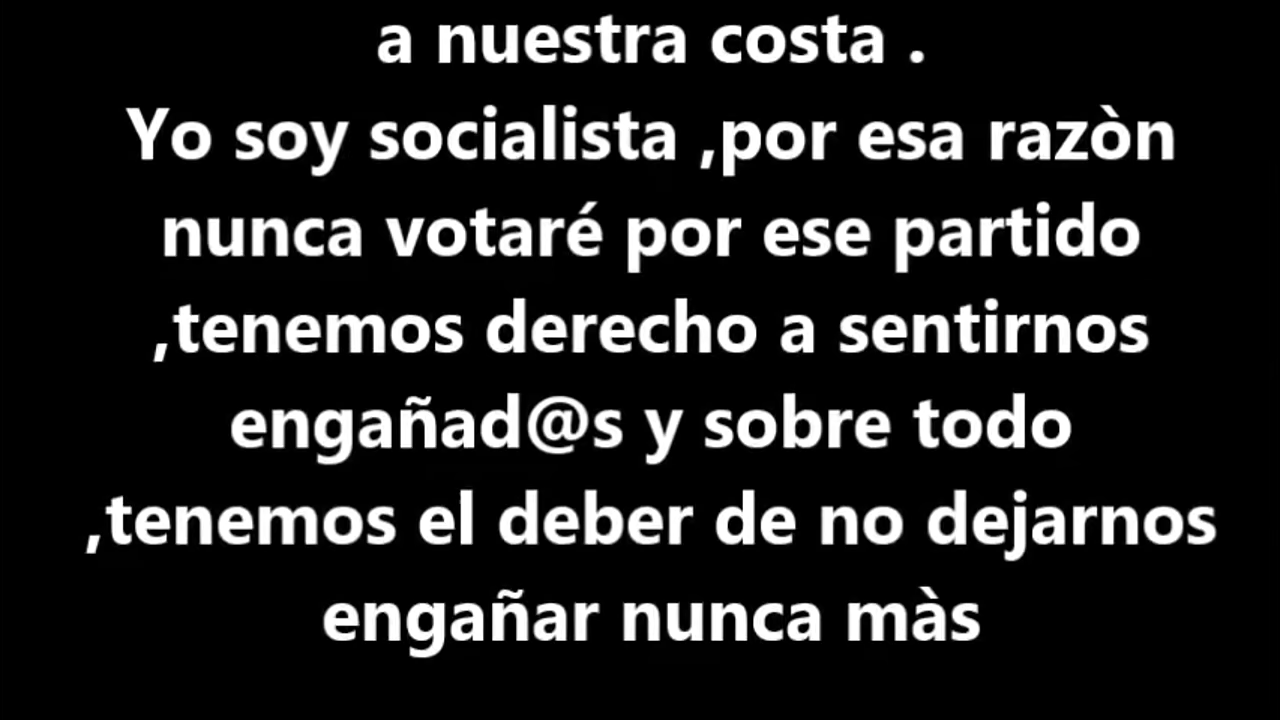 a nuestra costa .
Yo soy socialista ,por esa razòn
nunca votaré por ese partido
,tenemos derecho a sentirnos
engañad@s y sobre todo
,tenemos el deber de no dejarnos
engañar nunca màs